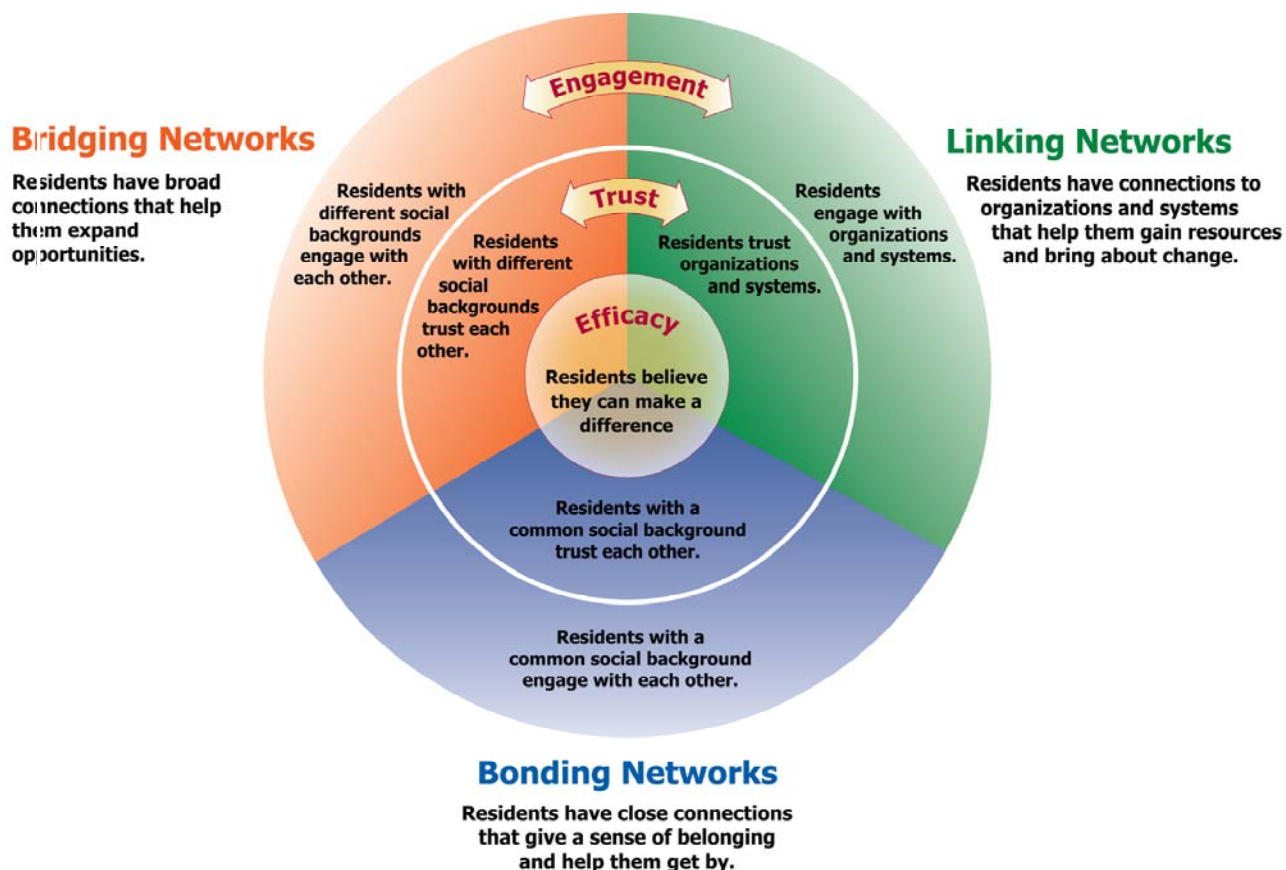 Engagement
Bridging Networks
Residents have broad
connections that help
them expand
opportunities.
Linking Networks
Residents have connections to
organizations and systems
that help them gain resources
and bring about change.
Residents with
different social
backgrounds
engage with
each other.
Trust
Residents
with different
social
backgrounds
trust each
other.
Residents trust
organizations
and systems.
Residents
engage with
organizations
and systems.
Efficacy
Residents believe
they can make a
difference
Residents with a
common social background
trust each other.
Residents with a
common social background
engage with each other.
Bonding Networks
Residents have close connections
that give a sense of belonging
and help them get by.